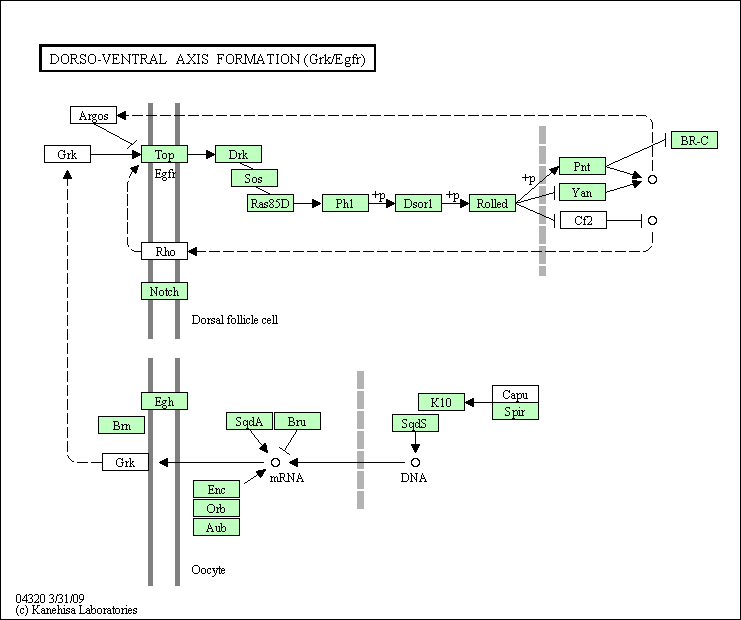 DORSO-VENTRAL AXIS FORMATION (Grk/Egfr)
Argos
BR-C
Grk
Top
Drk
Egfr
Pnt
+p
Sos
Yan
Ras85D
Ph1
+p
Dsor1
+p
Rolled
Cf2
Rho
Notch
Dorsal follicle cell
Egh
K10
Capu
Spir
Brn
SqdA
Bru
SqdS
Grk
mRNA
DNA
Enc
Orb
Aub
Oocyte
04320 3/31/09
(c) Kanehisa Laboratories